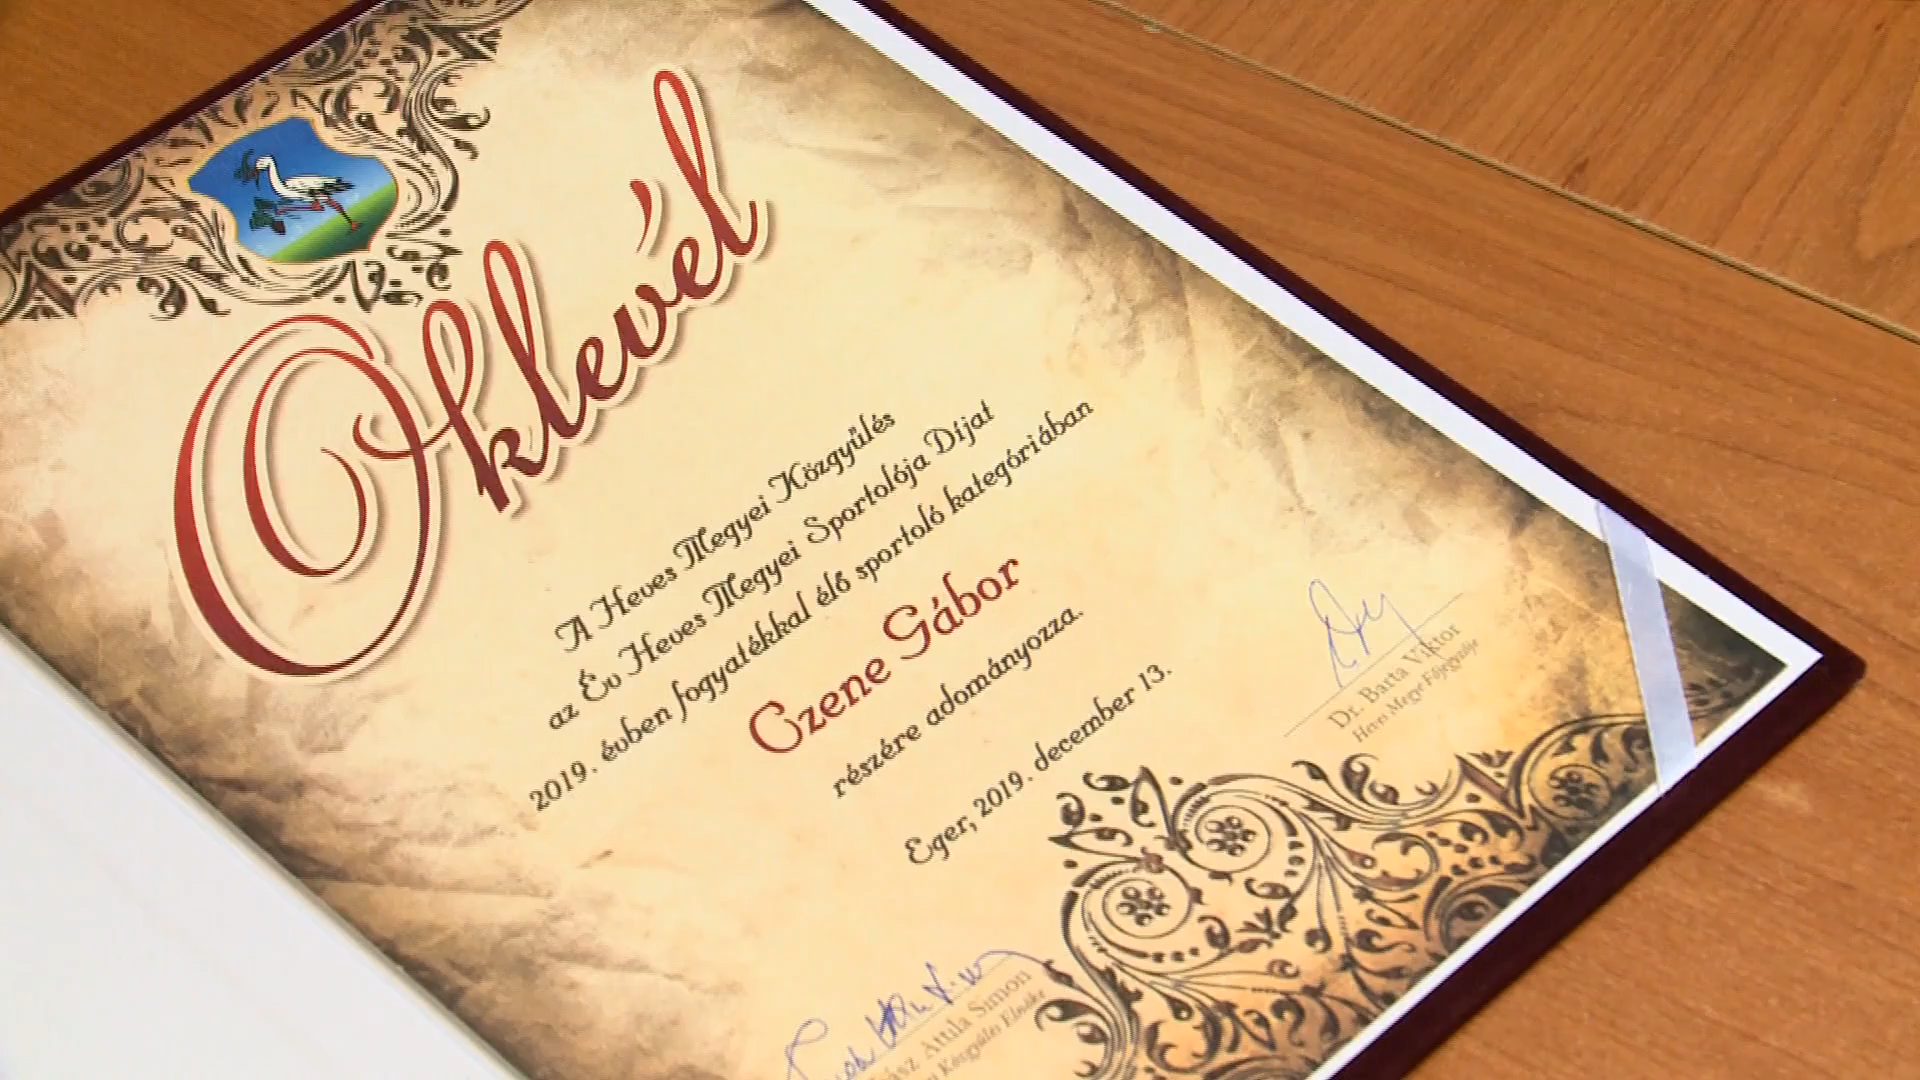 Oklevél
A Heves Megyei Közgyűlés
az Év Heves Megyei Sportolója Díjat
2019. évben fogyatékkal élő sportoló kategóriában
Czene Gábor
részére adományozza.
Eger, 2019. december 13.
Dr. Barta Viktor
Heves Megye Főjegyzője
Attila Simon
Közgyűlés Elnöke